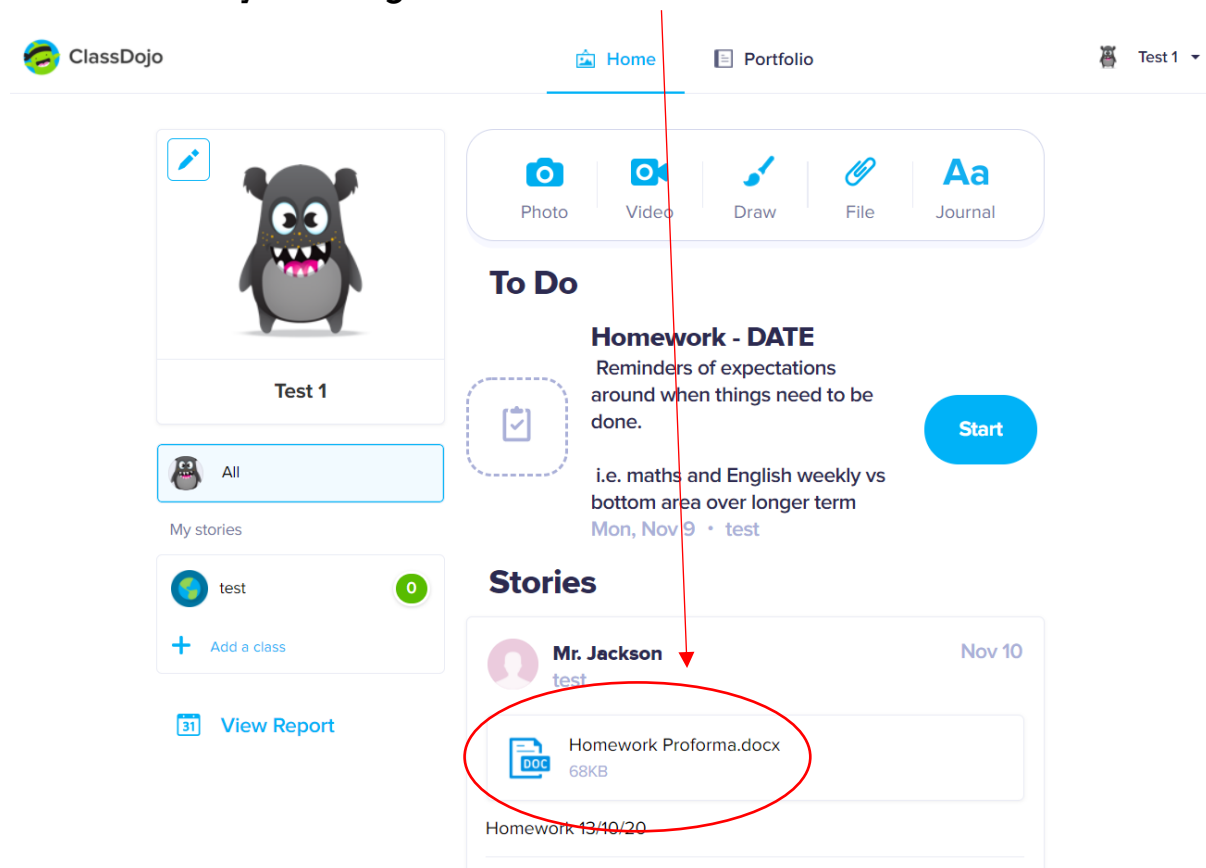 ClassDojo
Home
Portfolio
Test 1
Photo
Video
Draw
File
Aa
Journal
Test 1
All
My stories
test
0
Add a class
31
View Report
To Do
Homework - DATE
Reminders of expectations
around when things need to be
done.
i.e. maths and English weekly vs
bottom area over longer term
Mon, Nov 9 • test
Start
Stories
Mr. Jackson
Nov 10
test
DOC
Homework Proforma.docx
68KB
Homework 13/10/20